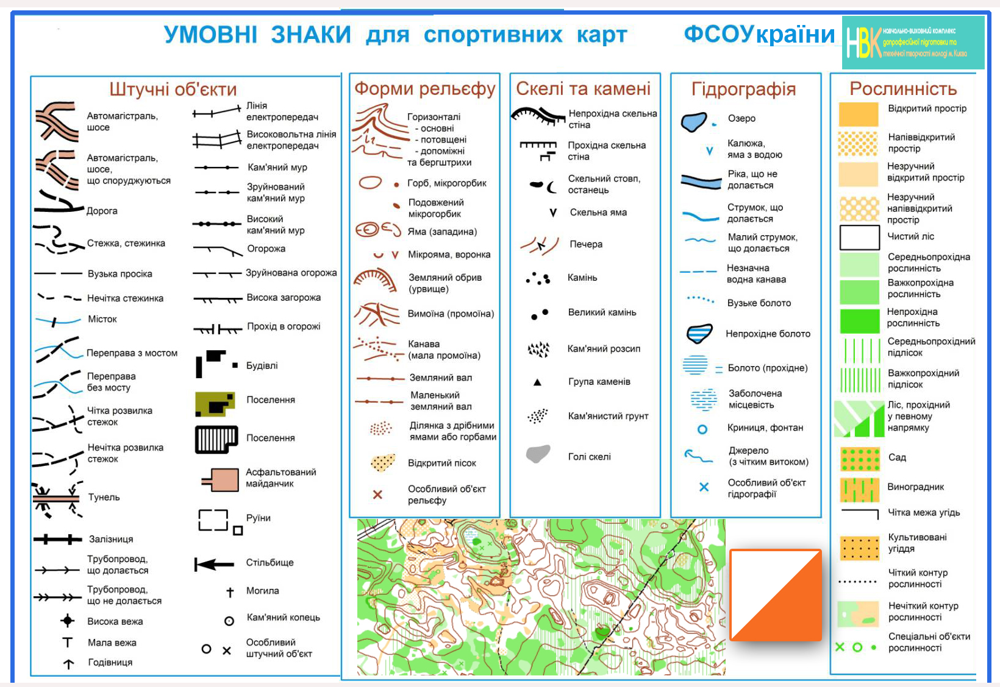 УМОВНІ ЗНАКИ для спортивних карт ФСОУкраїни
НВК
навчально-виховний комплекс
допрофесійної підготовки та
технічної творчості молоді м. Києва
Штучні об'єкти
Автомагістраль,
шосе
Автомагістраль,
шосе,
що споруджуються
Дорога
Стежка, стежинка
Вузька просіка
Нечітка стежинка
Місток
Переправа з мостом
Переправа
без мосту
Чітка розвилка
стежок
Нечітка розвилка
стежок
Тунель
Залізниця
Трубопровод,
що долається
Трубопровод,
що не долається
Висока вежа
Мала вежа
Годівниця
Лінія
електропередач
Високовольтна лінія
електропередач
Кам'яний мур
Зруйнований
кам'яний мур
Високий
кам'яний мур
Огорожа
Зруйнована огорожа
Висока загорожа
Прохід в огорожі
Будівлі
Поселення
Поселення
Асфальтований
майданчик
Руїни
Стільбище
Могила
Кам'яний копець
Особливий
штучний об'єкт
Форми рельєфу
Горизонталі
- основні
- потовщені
- допоміжні
та бергштрихи
Горб, мікрогорбик
Подовжений
мікрогорбик
Яма (западина)
Мікрояма, воронка
Земляний обрив
(урвище)
Вимоїна (промоїна)
Канава
(мала промоїна)
Земляний вал
Маленький
земляний вал
Ділянка з дрібними
ямами або горбами
Відкритий пісок
Особливий об'єкт
рельєфу
Скелі та камені
Непрохідна скельна
стіна
Прохідна скельна
стіна
Скельний стовп,
останець
Скельна яма
Печера
Камінь
Великий камінь
Кам'яний розсип
Група каменів
Кам'янистий грунт
Голі скелі
Гідрографія
Озеро
Калюжа,
яма з водою
Ріка, що не
долається
Струмок, що
долається
Малий струмок,
що долається
Незначна
водна канава
Вузьке болото
Непрохідне болото
Болото (прохідне)
Заболочена
місцевість
Криниця, фонтан
Джерело
(з чітким витоком)
Особливий об'єкт
гідрографії
Рослинність
Відкритий простір
Напіввідкритий
простір
Незручний
відкритий простір
Незручний
напіввідкритий
простір
Чистий ліс
Середньопрохідна
рослинність
Важкопрохідна
рослинність
Непрохідна
рослинність
Середньопрохідний
підлісок
Важкопрохідний
підлісок
Ліс, прохідний
у певному
напрямку
Сад
Виноградник
Чітка межа угідь
Культивовані
угіддя
Чіткий контур
рослинності
Нечіткий контур
рослинності
Спеціальні об'єкти
рослинності